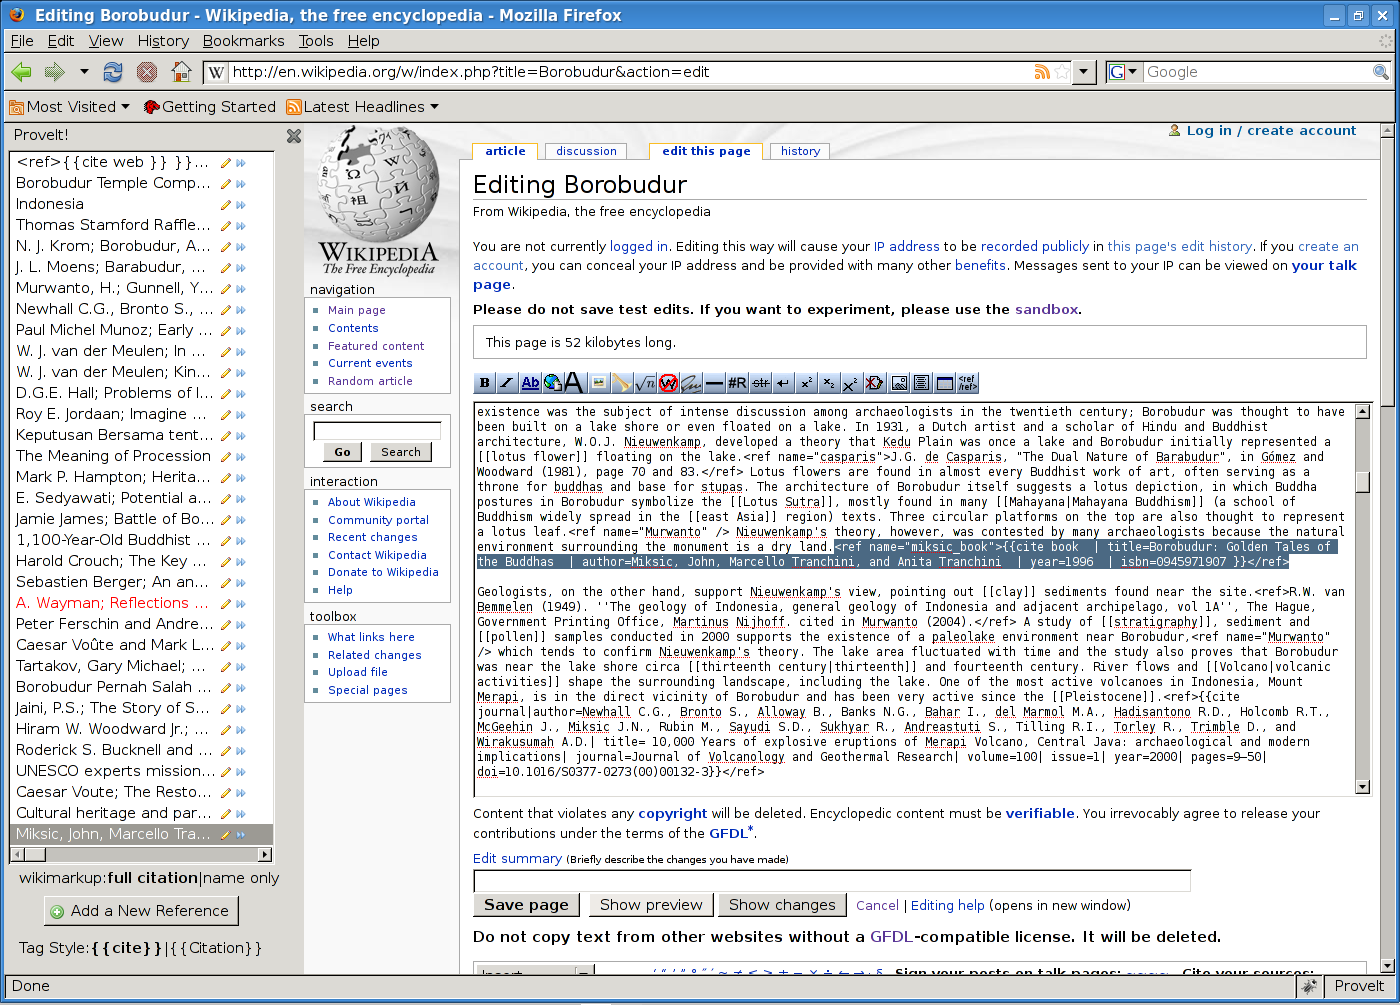 Editing Borobudur - Wikipedia, the free encyclopedia - Mozilla Firefox
File Edit View History Bookmarks Tools Help
W http://en.wikipedia.org/w/index.php?title=Borobudur&action=edit
G Google
Most Visited Getting Started Latest Headlines
ProveIt!
<ref>{{cite web }} }}...
Borobudur Temple Comp...
Indonesia
Thomas Stamford Raffle...
N. J. Krom; Borobudur, A...
J. L. Moens; Barabudur, ...
Murwanto, H.; Gunnell, Y...
Newhall C.G., Bronto S., ...
Paul Michel Munoz; Early ...
W. J. van der Meulen; In ...
W. J. van der Meulen; Kin...
D.G.E. Hall; Problems of I...
Roy E. Jordaan; Imagine ...
Keputusan Bersama tent...
The Meaning of Procession
Mark P. Hampton; Herita...
E. Sedyawati; Potential a...
Jamie James; Battle of Bo...
1,100-Year-Old Buddhist ...
Harold Crouch; The Key ...
Sebastien Berger; An an...
A. Wayman; Reflections ...
Peter Ferschin and Andre...
Caesar Voûte and Mark L...
Tartakov, Gary Michael; ...
Borobudur Pernah Salah ...
Jaini, P.S.; The Story of S...
Hiram W. Woodward Jr.; ...
Roderick S. Bucknell and ...
UNESCO experts mission...
Caesar Voute; The Resto...
Cultural heritage and par...
Miksic, John, Marcello Tra...
wikimarkup:full citation|name only
Add a New Reference
Tag Style:{{cite}}|{{Citation}}
WIKIPEDIA
The Free Encyclopedia
navigation
Main page
Contents
Featured content
Current events
Random article
search
Go Search
interaction
About Wikipedia
Community portal
Recent changes
Contact Wikipedia
Donate to Wikipedia
Help
toolbox
What links here
Related changes
Upload file
Special pages
Log in / create account
article discussion edit this page history
Editing Borobudur
From Wikipedia, the free encyclopedia
You are not currently logged in. Editing this way will cause your IP address to be recorded publicly in this page's edit history. If you create an
account, you can conceal your IP address and be provided with many other benefits. Messages sent to your IP can be viewed on your talk
page.
Please do not save test edits. If you want to experiment, please use the sandbox.
This page is 52 kilobytes long.
B I Ab A √n W #R str x² x₂ x² <ref /ref>
existence was the subject of intense discussion among archaeologists in the twentieth century; Borobudur was thought to have
been built on a lake shore or even floated on a lake. In 1931, a Dutch artist and a scholar of Hindu and Buddhist
architecture, W.O.J. Nieuwenkamp, developed a theory that Kedu Plain was once a lake and Borobudur initially represented a
[[lotus flower]] floating on the lake.<ref name="casparis">J.G. de Casparis, "The Dual Nature of Barabudur", in Gómez and
Woodward (1981), page 70 and 83.</ref> Lotus flowers are found in almost every Buddhist work of art, often serving as a
throne for buddhas and base for stupas. The architecture of Borobudur itself suggests a lotus depiction, in which Buddha
postures in Borobudur symbolize the [[Lotus Sutra]], mostly found in many [[Mahayana|Mahayana Buddhism]] (a school of
Buddhism widely spread in the [[east Asia]] region) texts. Three circular platforms on the top are also thought to represent
a lotus leaf.<ref name="Murwanto" /> Nieuwenkamp's theory, however, was contested by many archaeologists because the natural
environment surrounding the monument is a dry land.<ref name="miksic_book">{{cite book | title=Borobudur: Golden Tales of
the Buddhas | author=Miksic, John, Marcello Tranchini, and Anita Tranchini | year=1996 | isbn=0945971907 }}</ref>
Geologists, on the other hand, support Nieuwenkamp's view, pointing out [[clay]] sediments found near the site.<ref>R.W. van
Bemmelen (1949). ''The geology of Indonesia, general geology of Indonesia and adjacent archipelago, vol 1A'', The Hague,
Government Printing Office, Martinus Nijhoff. cited in Murwanto (2004).</ref> A study of [[stratigraphy]], sediment and
[[pollen]] samples conducted in 2000 supports the existence of a paleolake environment near Borobudur,<ref name="Murwanto"
/> which tends to confirm Nieuwenkamp's theory. The lake area fluctuated with time and the study also proves that Borobudur
was near the lake shore circa [[thirteenth century|thirteenth]] and fourteenth century. River flows and [[Volcano|volcanic
activities]] shape the surrounding landscape, including the lake. One of the most active volcanoes in Indonesia, Mount
Merapi, is in the direct vicinity of Borobudur and has been very active since the [[Pleistocene]].<ref>{{cite
journal|author=Newhall C.G., Bronto S., Alloway B., Banks N.G., Bahar I., del Marmol M.A., Hadisantono R.D., Holcomb R.T.,
McGeehin J., Miksic J.N., Rubin M., Sayudi S.D., Sukhyar R., Andreastuti S., Tilling R.I., Torley R., Trimble D., and
Wirakusumah A.D.| title= 10,000 Years of explosive eruptions of Merapi Volcano, Central Java: archaeological and modern
implications| journal=Journal of Volcanology and Geothermal Research| volume=100| issue=1| year=2000| pages=9–50|
doi=10.1016/S0377-0273(00)00132-3}}</ref>
Content that violates any copyright will be deleted. Encyclopedic content must be verifiable. You irrevocably agree to release your
contributions under the terms of the GFDL*.
Edit summary (Briefly describe the changes you have made)
Save page Show preview Show changes Cancel | Editing help (opens in new window)
Do not copy text from other websites without a GFDL-compatible license. It will be deleted.
Insert Sign your posts on talk pages: Cite your sources:
Done
ProveIt